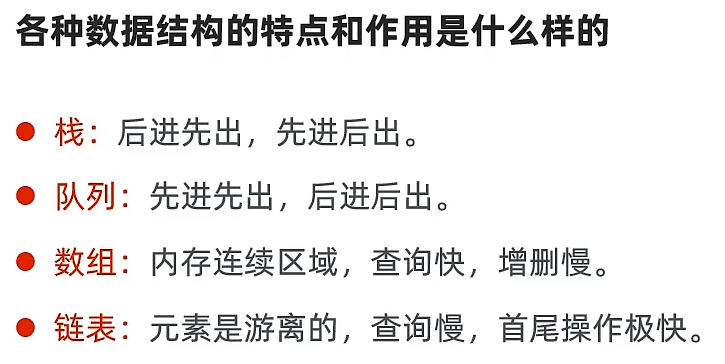 各种数据结构的特点和作用是什么样的
栈：后进先出，先进后出。
队列：先进先出，后进后出。
数组：内存连续区域，查询快，增删慢。
链表：元素是游离的，查询慢，首尾操作极快。